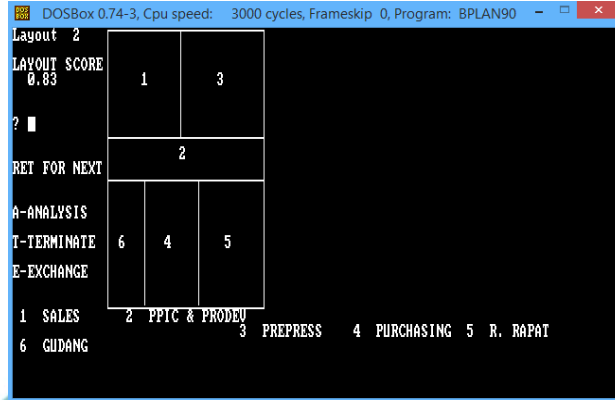 DOSBox 0.74-3, Cpu speed: 3000 cycles, Frameskip 0, Program: BPLAN90
Layout 2
LAYOUT SCORE
0.83
1 3
? 
2
RET FOR NEXT
A-ANALYSIS
T-TERMINATE
6 4 5
E-EXCHANGE
1 SALES 2 PPIC & PRODEV
3 PREPRESS 4 PURCHASING 5 R. RAPAT
6 GUDANG